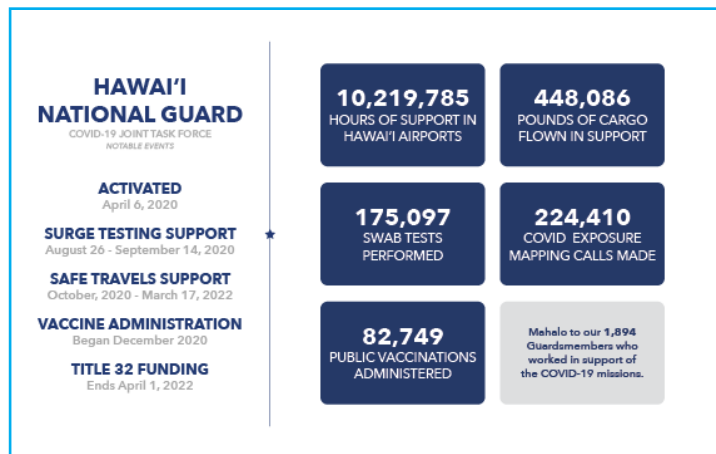 HAWAI‘I
NATIONAL GUARD
COVID-19 JOINT TASK FORCE
NOTABLE EVENTS
ACTIVATED
April 6, 2020
SURGE TESTING SUPPORT
August 26 - September 14, 2020
SAFE TRAVELS SUPPORT
October, 2020 - March 17, 2022
VACCINE ADMINISTRATION
Began December 2020
TITLE 32 FUNDING
Ends April 1, 2022
10,219,785
HOURS OF SUPPORT IN
HAWAI‘I AIRPORTS
448,086
POUNDS OF CARGO
FLOWN IN SUPPORT
175,097
SWAB TESTS
PERFORMED
224,410
COVID EXPOSURE
MAPPING CALLS MADE
82,749
PUBLIC VACCINATIONS
ADMINISTERED
Mahalo to our 1,894
Guardsmembers who
worked in support of
the COVID-19 missions.